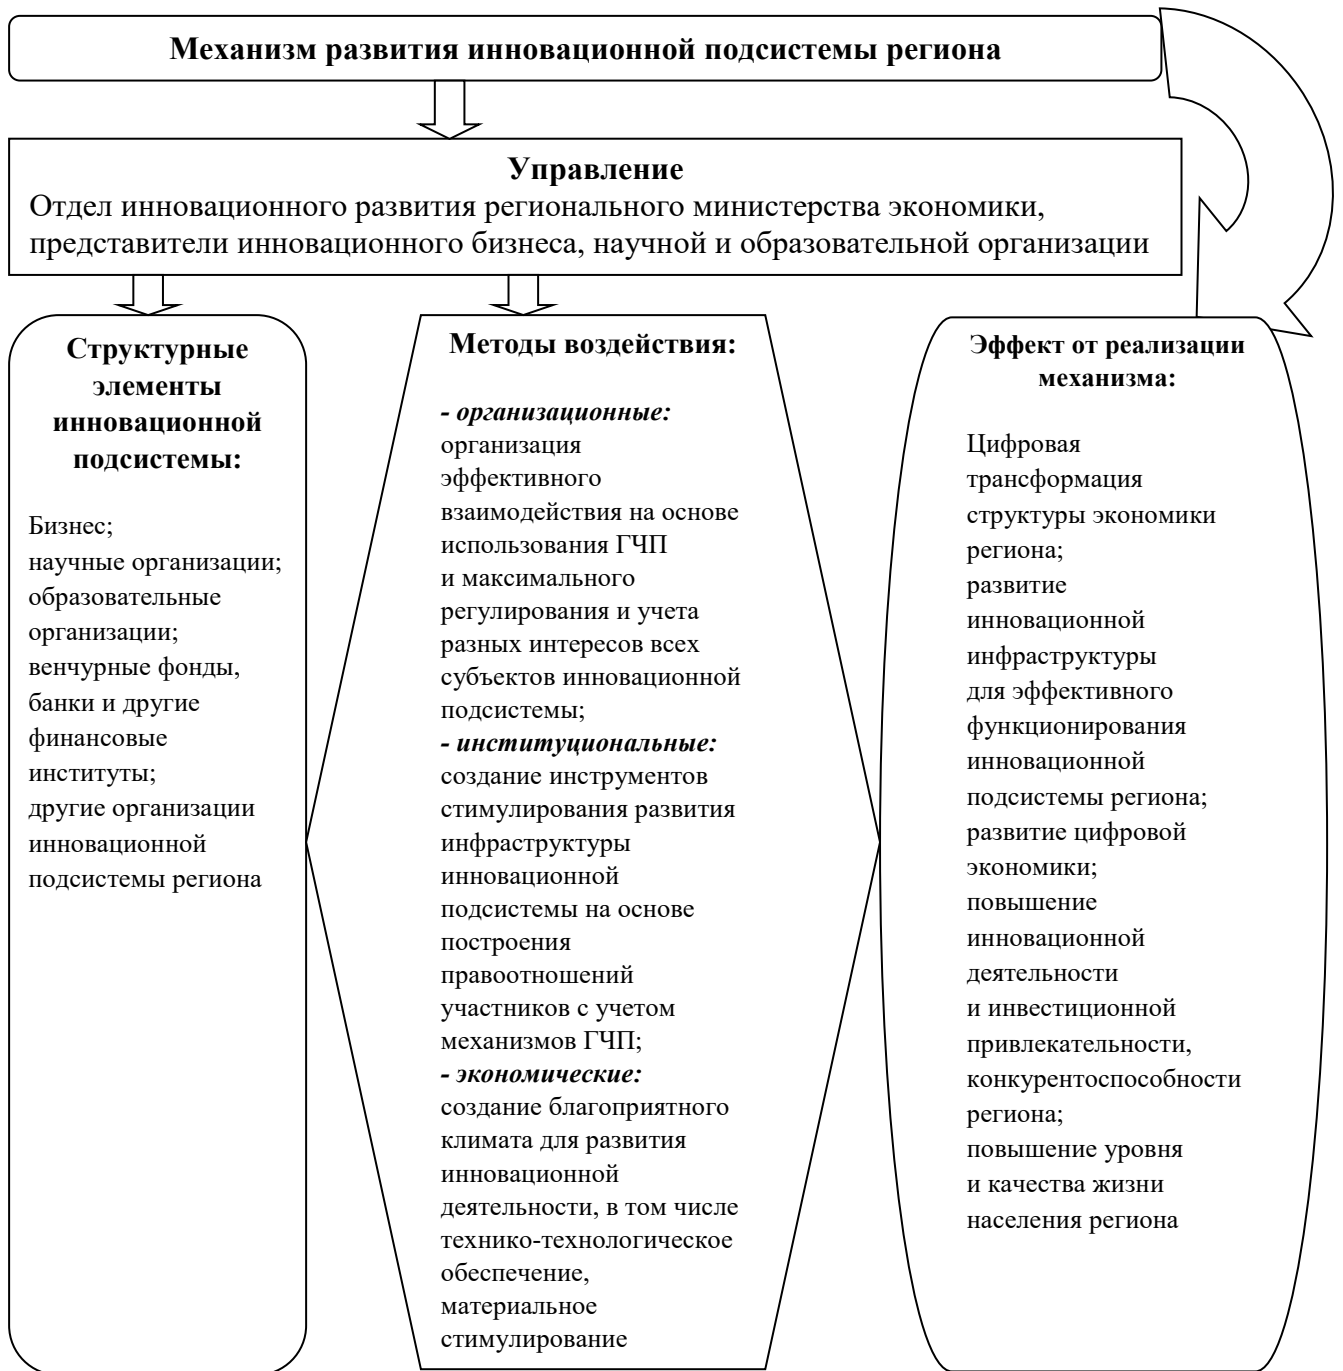 Механизм развития инновационной подсистемы региона
Управление
Отдел инновационного развития регионального министерства экономики,
представители инновационного бизнеса, научной и образовательной организации
Структурные
элементы
инновационной
подсистемы:
Бизнес;
научные организации;
образовательные
организации;
венчурные фонды,
банки и другие
финансовые
институты;
другие организации
инновационной
подсистемы региона
Методы воздействия:
- организационные:
организация
эффективного
взаимодействия на основе
использования ГЧП
и максимального
регулирования и учета
разных интересов всех
субъектов инновационной
подсистемы;
- институциональные:
создание инструментов
стимулирования развития
инфраструктуры
инновационной
подсистемы на основе
построения
правоотношений
участников с учетом
механизмов ГЧП;
- экономические:
создание благоприятного
климата для развития
инновационной
деятельности, в том числе
технико-технологическое
обеспечение,
материальное
стимулирование
Эффект от реализации
механизма:
Цифровая
трансформация
структуры экономики
региона;
развитие
инновационной
инфраструктуры
для эффективного
функционирования
инновационной
подсистемы региона;
развитие цифровой
экономики;
повышение
инновационной
деятельности
и инвестиционной
привлекательности,
конкурентоспособности
региона;
повышение уровня
и качества жизни
населения региона